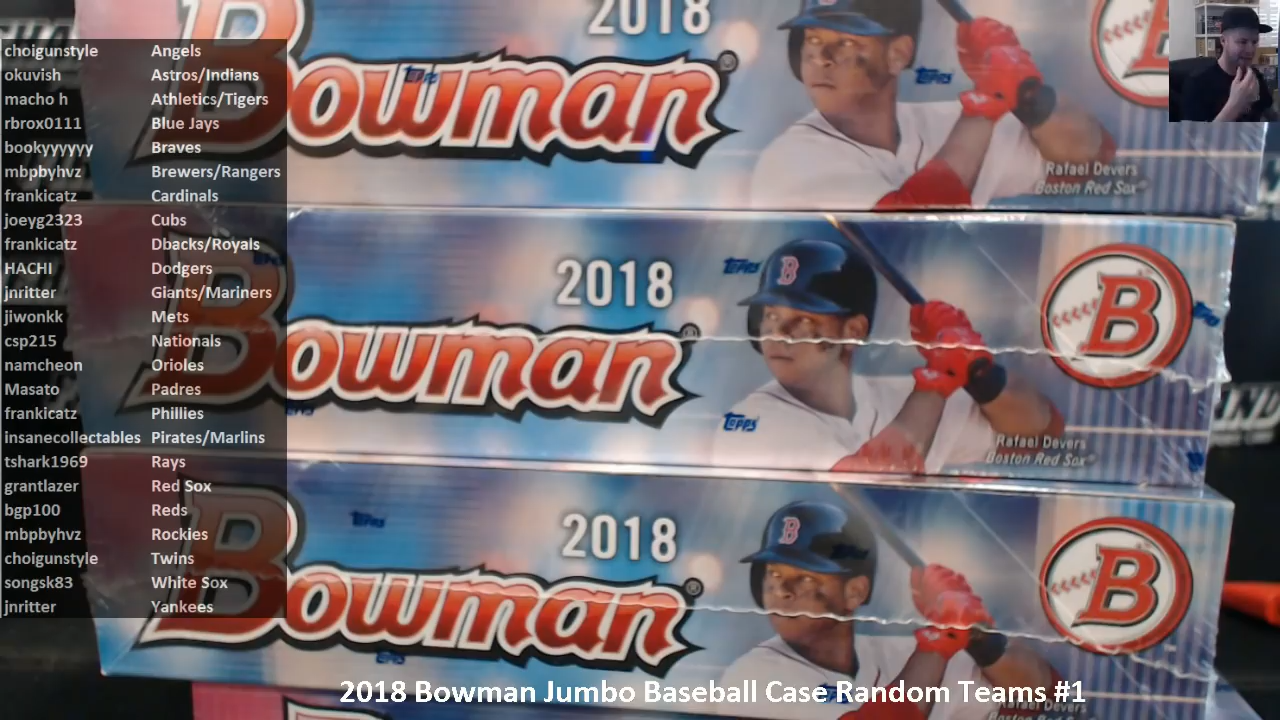 choigunstyle Angels
okuvish Astros/Indians
macho h Athletics/Tigers
rbrox0111 Blue Jays
bookyyyyyy Braves
mbpbyhvz Brewers/Rangers
frankicatz Cardinals
joeyg2323 Cubs
frankicatz Dbacks/Royals
HACHI Dodgers
jnritter Giants/Mariners
jiwonkk Mets
csp215 Nationals
namcheon Orioles
Masato Padres
frankicatz Phillies
insanecollectables Pirates/Marlins
tshark1969 Rays
grantlazer Red Sox
bgp100 Reds
mbpbyhvz Rockies
choigunstyle Twins
songsk83 White Sox
jnritter Yankees
2018
Bowman®
Topps
Topps
B
Rafael Devers
Boston Red Sox®
2018
Bowman®
Topps
Topps
B
B
Topps
Rafael Devers
Boston Red Sox®
2018
Bowman®
Topps
Topps
B
B
2018 Bowman Jumbo Baseball Case Random Teams #1